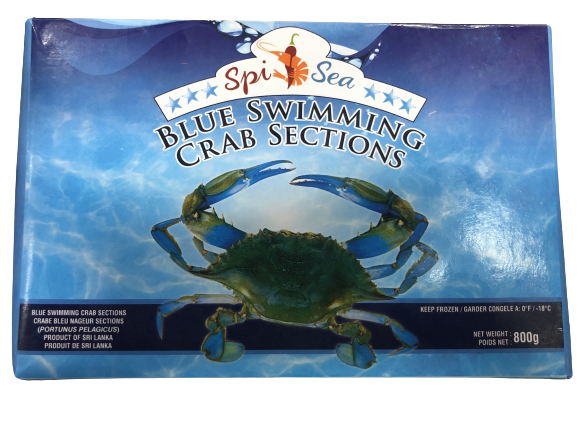 Spi Sea
BLUE SWIMMING
CRAB SECTIONS
BLUE SWIMMING CRAB SECTIONS
CRABE BLEU NAGEUR SECTIONS
(PORTUNUS PELAGICUS)
PRODUCT OF SRI LANKA
PRODUIT DE SRI LANKA
KEEP FROZEN / GARDER CONGELE A: 0°F / -18°C
NET WEIGHT :
POIDS NET : 800g